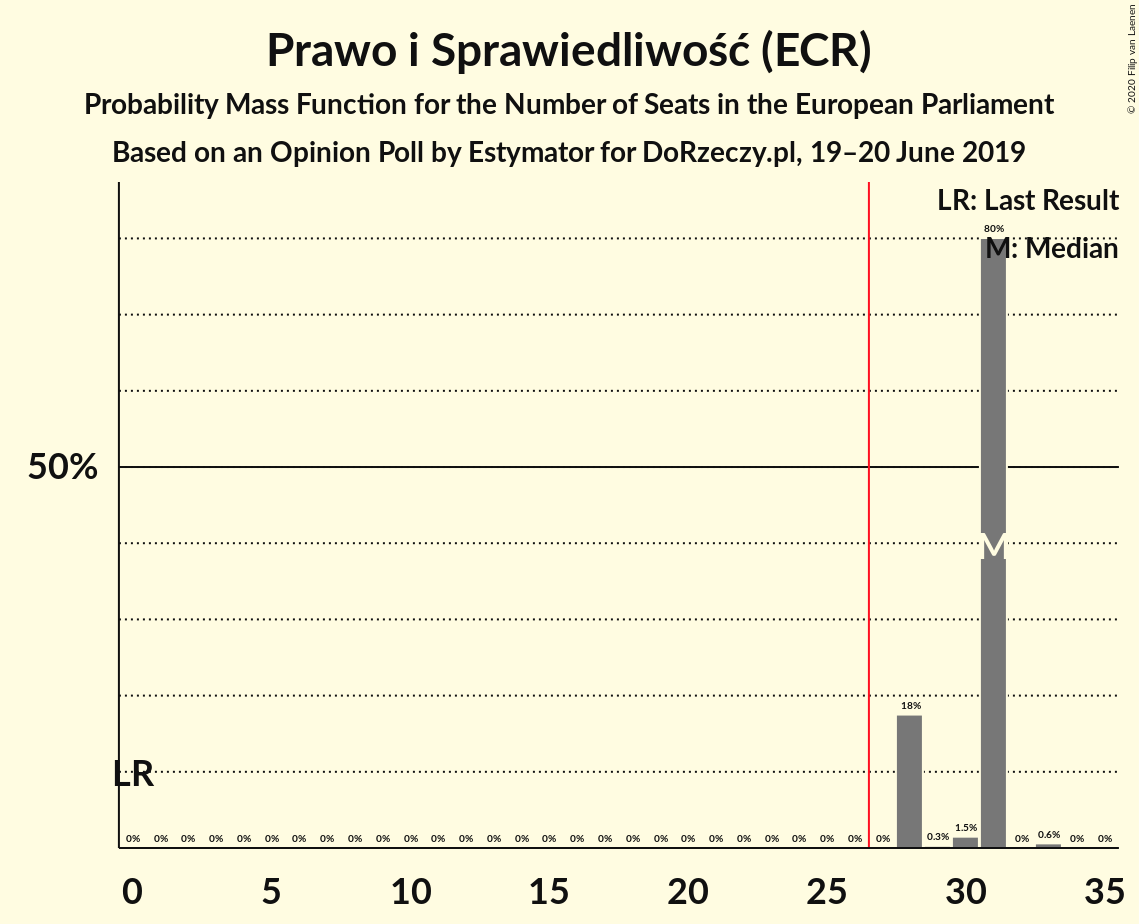 Prawo i Sprawiedliwość (ECR)
Probability Mass Function for the Number of Seats in the European Parliament
Based on an Opinion Poll by Estymator for DoRzeczy.pl, 19–20 June 2019
© 2020 Filip van Laenen
LR: Last Result
M: Median
80%
50%
M
18%
LR
0% 0% 0% 0% 0% 0% 0% 0% 0% 0% 0% 0% 0% 0% 0% 0% 0% 0% 0% 0% 0% 0% 0% 0% 0% 0% 0% 0% 0.3% 1.5% 0% 0.6% 0% 0%
0 5 10 15 20 25 30 35